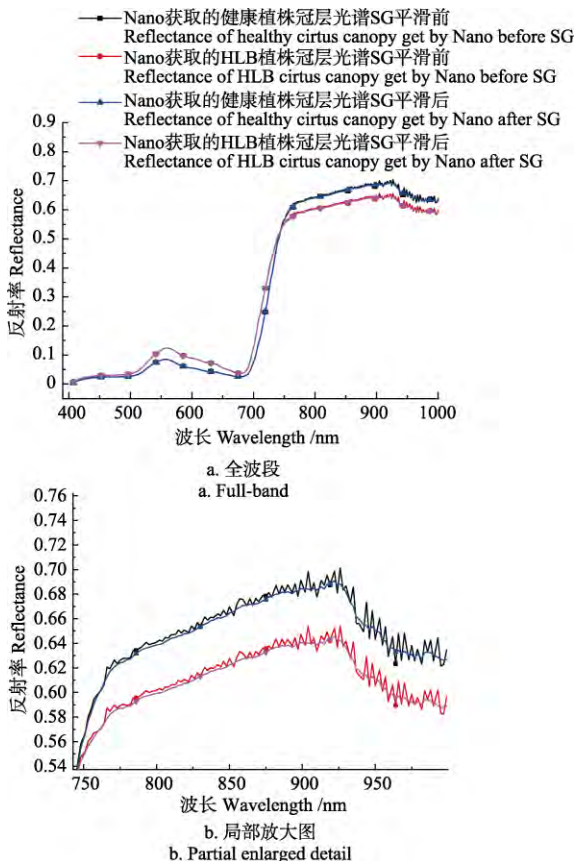 Nano获取的健康植株冠层光谱SG平滑前
Reflectance of healthy cirtus canopy get by Nano before SG
Nano获取的HLB植株冠层光谱SG平滑前
Reflectance of HLB cirtus canopy get by Nano before SG
Nano获取的健康植株冠层光谱SG平滑后
Reflectance of healthy cirtus canopy get by Nano after SG
Nano获取的HLB植株冠层光谱SG平滑后
Reflectance of HLB cirtus canopy get by Nano after SG
反射率 Reflectance
0.9
0.8
0.7
0.6
0.5
0.4
0.3
0.2
0.1
0
400 500 600 700 800 900 1000
波长 Wavelength /nm
a. 全波段
a. Full-band
反射率 Reflectance
0.76
0.74
0.72
0.70
0.68
0.66
0.64
0.62
0.60
0.58
0.56
0.54
750 800 850 900 950
波长 Wavelength /nm
b. 局部放大图
b. Partial enlarged detail